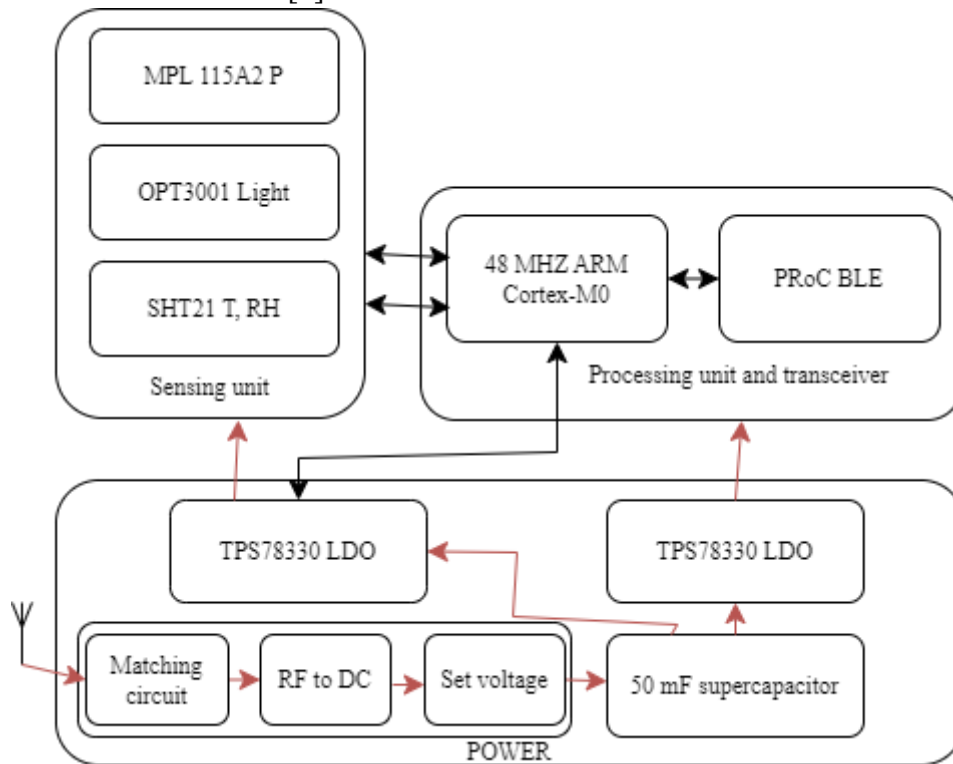 MPL 115A2 P
OPT3001 Light
SHT21 T, RH
Sensing unit
48 MHZ ARM
Cortex-M0
PRoC BLE
Processing unit and transceiver
TPS78330 LDO
TPS78330 LDO
Matching
circuit
RF to DC
Set voltage
50 mF supercapacitor
POWER